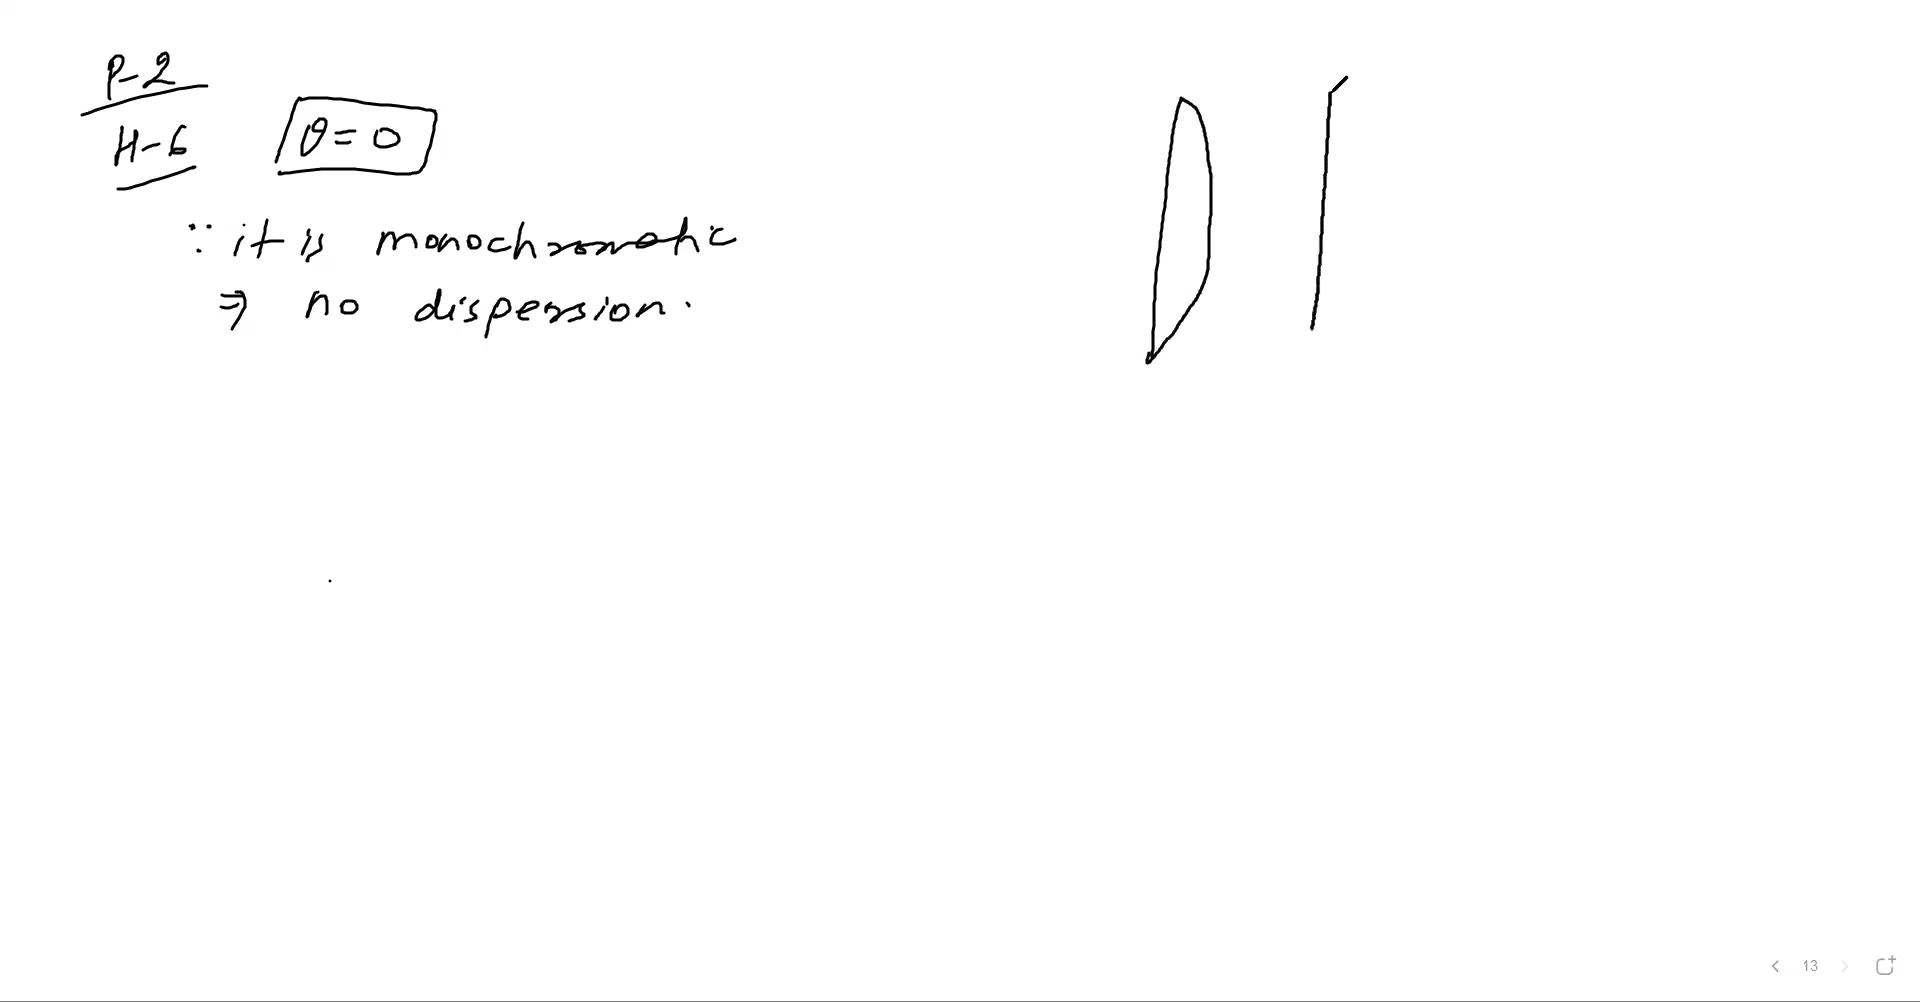 P-2
H-6
θ = 0
∵ it is monochromatic
⇒ no dispersion.
13